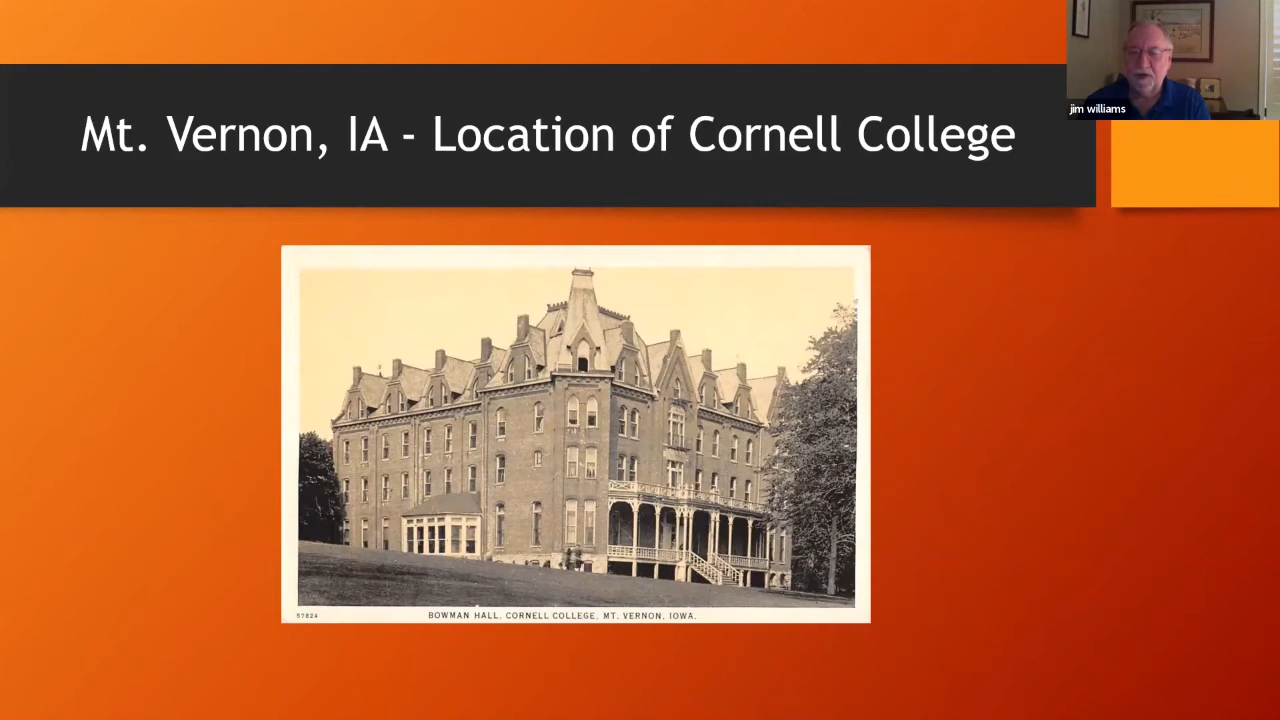 Mt. Vernon, IA - Location of Cornell College
jim williams
57824
BOWMAN HALL, CORNELL COLLEGE, MT. VERNON, IOWA.